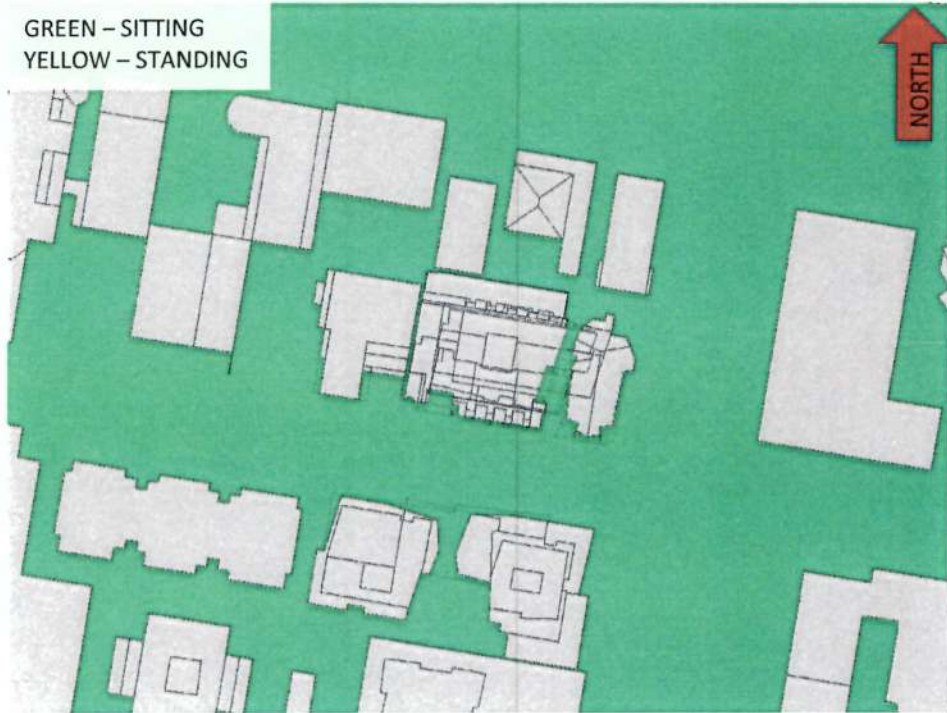 GREEN – SITTING
YELLOW – STANDING
NORTH